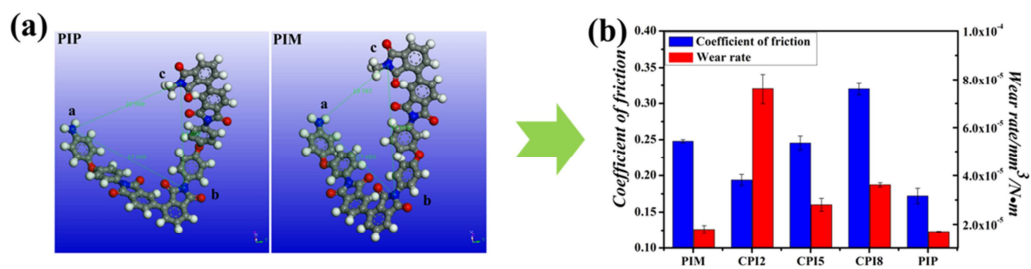 (a)
PIP
a
b
c
PIM
a
b
c
(b)
Coefficient of friction
Wear rate
Coefficient of friction
0.40
0.35
0.30
0.25
0.20
0.15
0.10
Wear rate/mm³/N•m
1.0x10⁻⁴
8.0x10⁻⁵
6.0x10⁻⁵
4.0x10⁻⁵
2.0x10⁻⁵
PIM CPI2 CPI5 CPI8 PIP